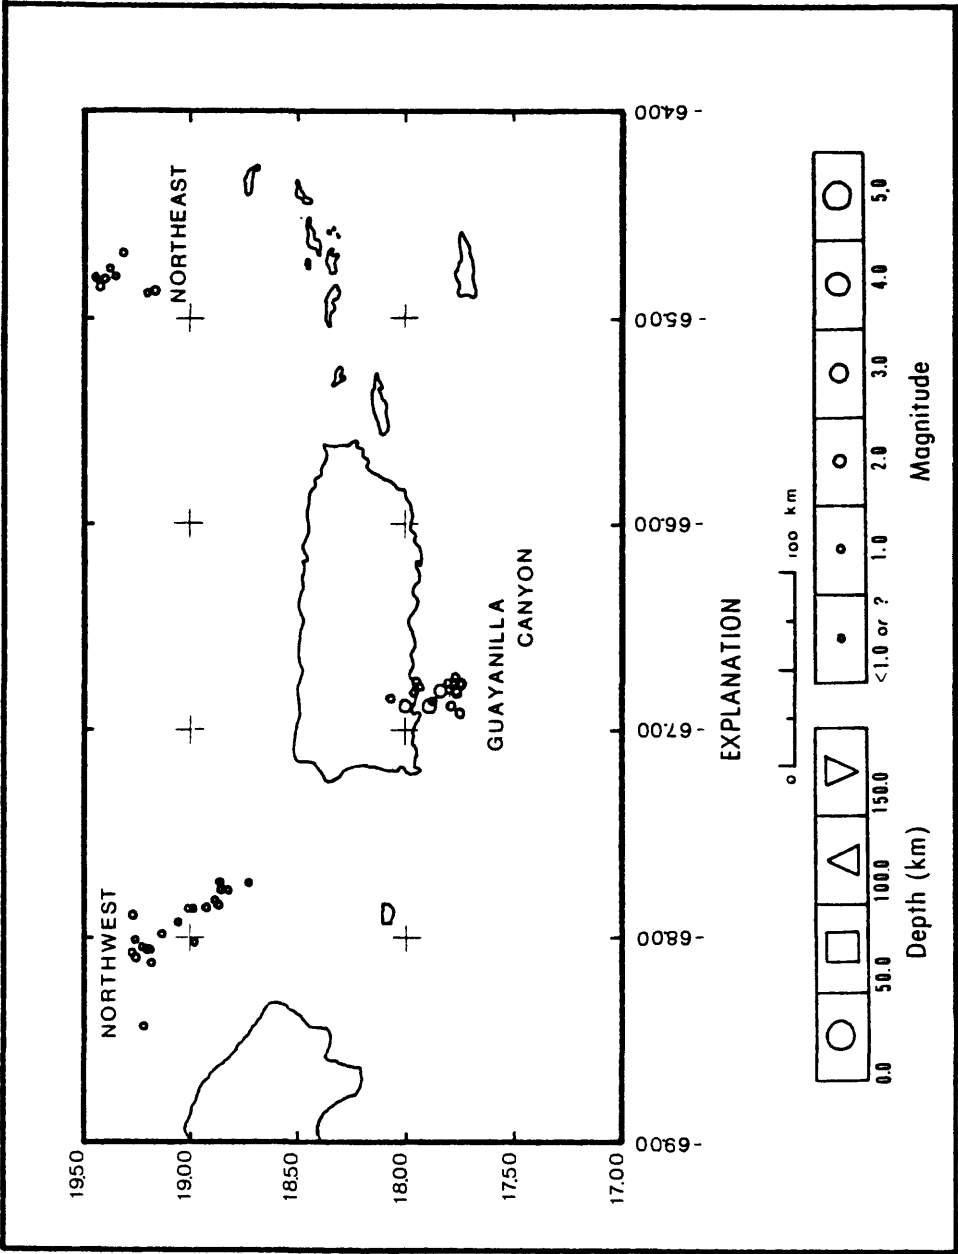 19.50
NORTHWEST
NORTHEAST
19.00
18.50
18.00
GUAYANILLA
CANYON
17.50
17.00
-69.00 -68.00 -67.00 -66.00 -65.00 -64.00
EXPLANATION
0 100 km
0.0 50.0 100.0 150.0
Depth (km)
<1.0 or ? 1.0 2.0 3.0 4.0 5.0
Magnitude